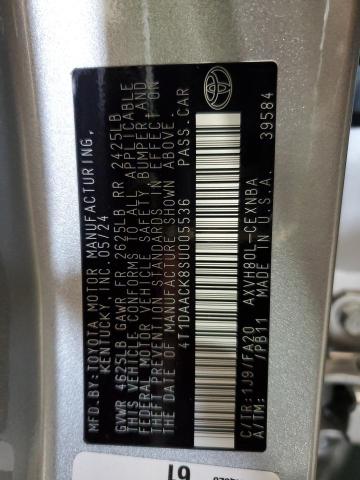 MFD.BY:TOYOTA MOTOR MANUFACTURING,
KENTUCKY, INC. 05/24
GVWR 4625LB GAWR FR 2625LB RR 2425LB
THIS VEHICLE CONFORMS TO ALL APPLICABLE
FEDERAL MOTOR VEHICLE SAFETY, BUMPER, AND
THEFT PREVENTION STANDARDS IN EFFECT ON
THE DATE OF MANUFACTURE SHOWN ABOVE.
4T1DAACK8SU005536 PASS.CAR
C/TR:1J9/FA20 AXVH80L-CEXNBA
A/TM: /PB11 MADE IN U.S.A. 39584
61